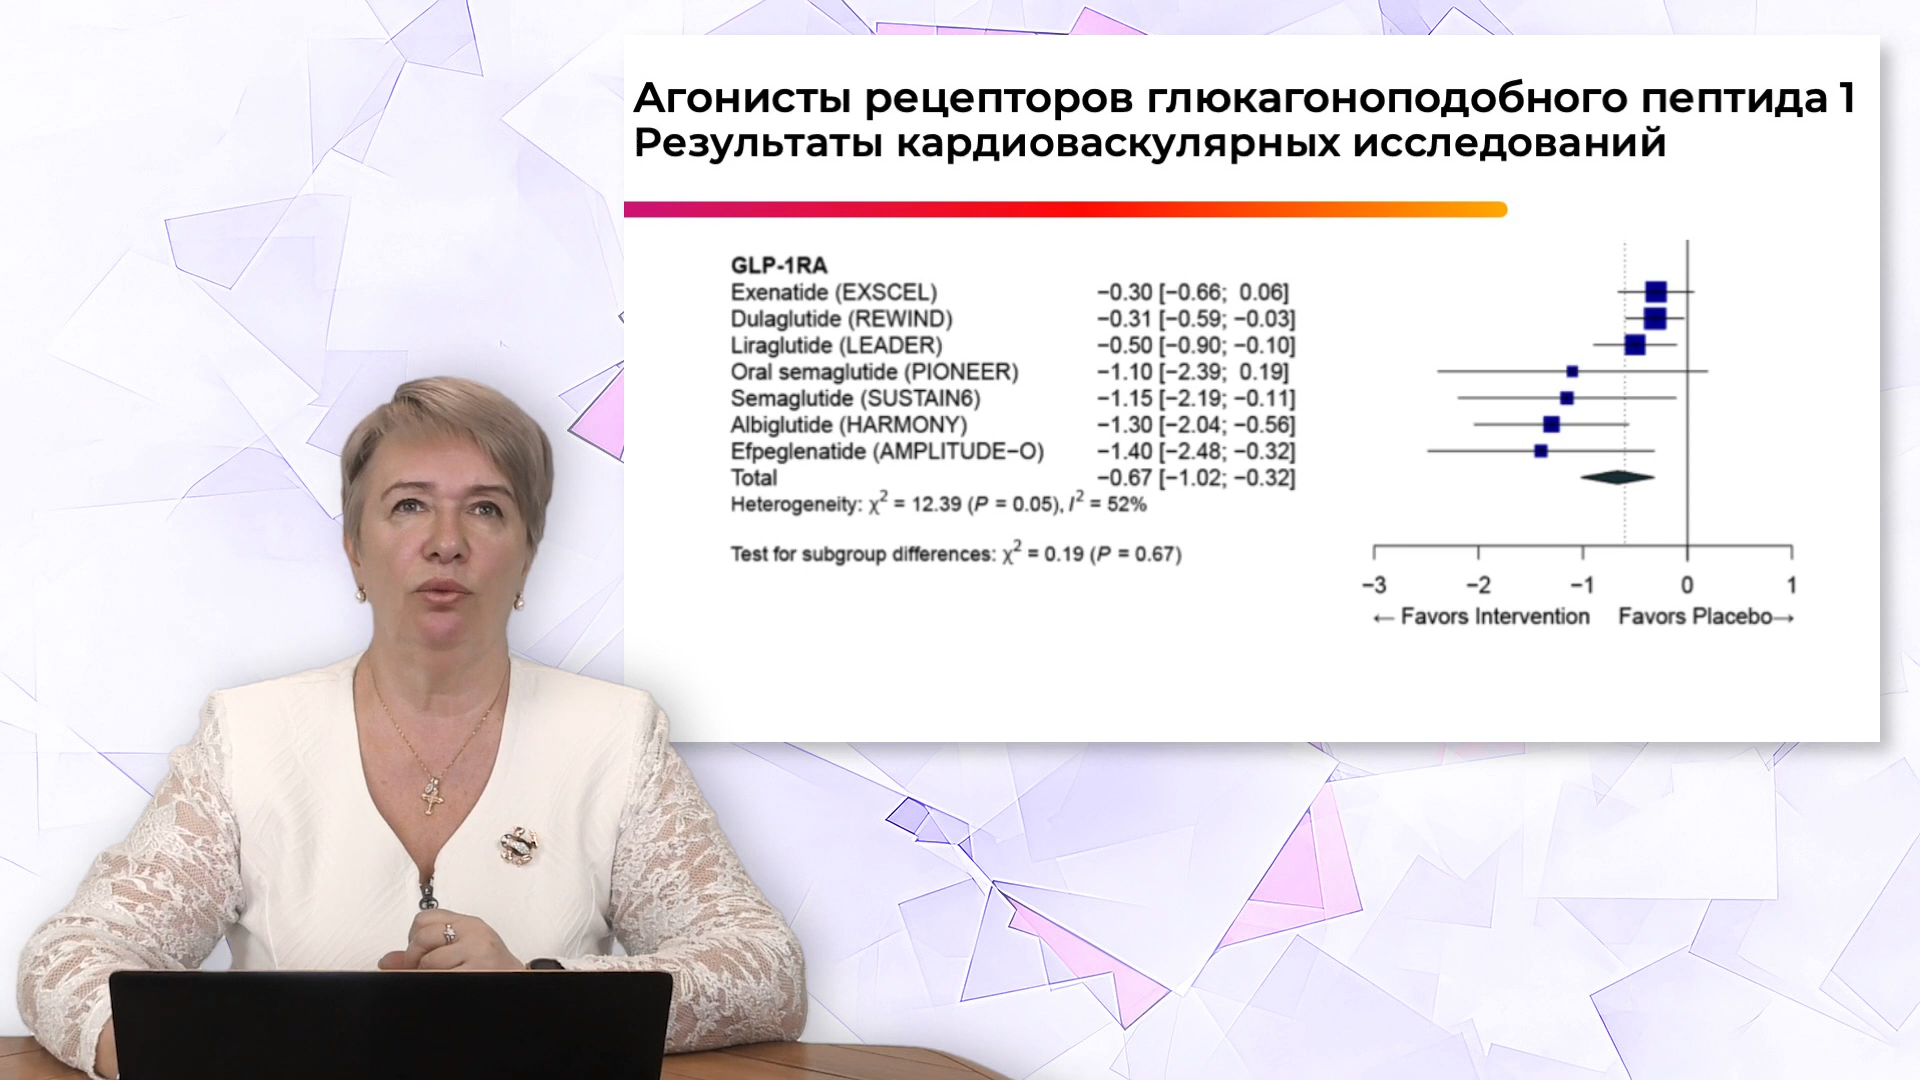 Агонисты рецепторов глюкагоноподобного пептида 1
Результаты кардиоваскулярных исследований
GLP-1RA
Exenatide (EXSCEL) −0.30 [−0.66; 0.06]
Dulaglutide (REWIND) −0.31 [−0.59; −0.03]
Liraglutide (LEADER) −0.50 [−0.90; −0.10]
Oral semaglutide (PIONEER) −1.10 [−2.39; 0.19]
Semaglutide (SUSTAIN6) −1.15 [−2.19; −0.11]
Albiglutide (HARMONY) −1.30 [−2.04; −0.56]
Efpeglenatide (AMPLITUDE−O) −1.40 [−2.48; −0.32]
Total −0.67 [−1.02; −0.32]
Heterogeneity: χ² = 12.39 (P = 0.05), I² = 52%
Test for subgroup differences: χ² = 0.19 (P = 0.67)
−3 −2 −1 0 1
← Favors Intervention Favors Placebo→